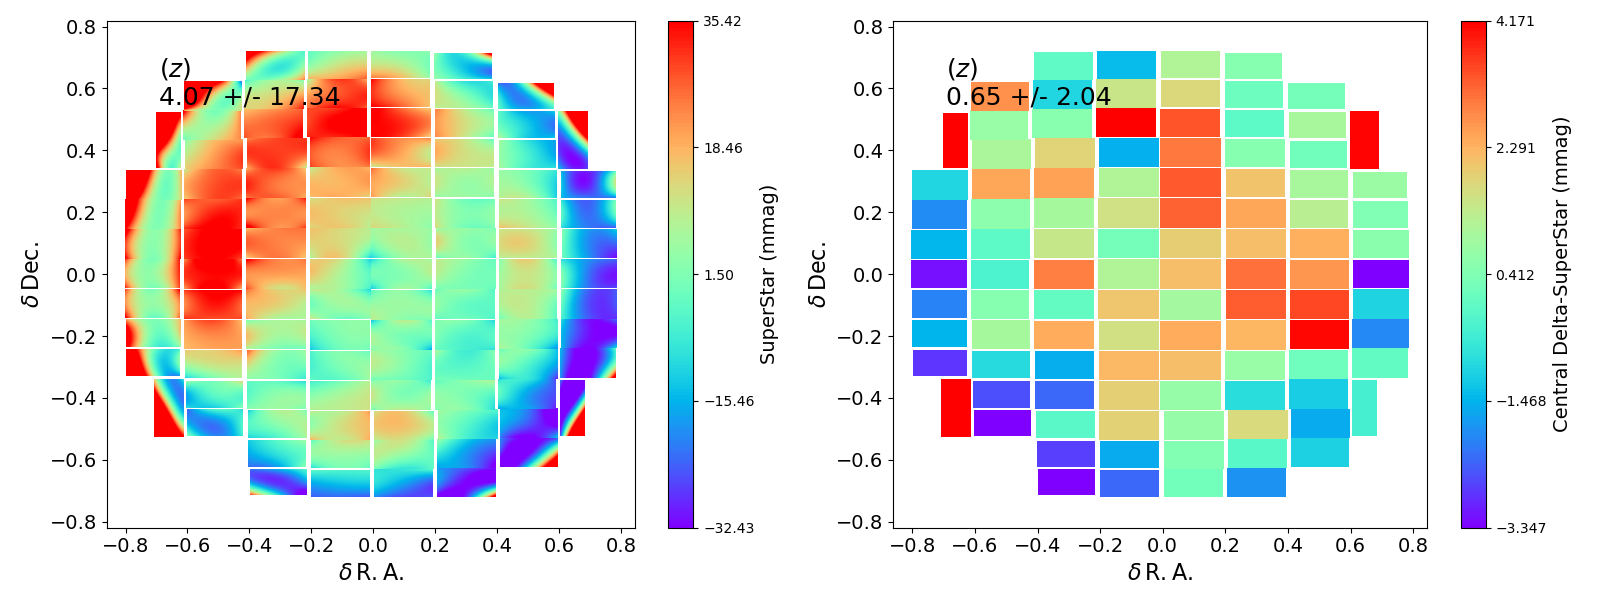 0.8
0.6
0.4
0.2
0.0
−0.2
−0.4
−0.6
−0.8
δ Dec.
(z)
4.07 +/- 17.34
−0.8 −0.6 −0.4 −0.2 0.0 0.2 0.4 0.6 0.8
δ R. A.
35.42
18.46
1.50
−15.46
−32.43
SuperStar (mmag)
0.8
0.6
0.4
0.2
0.0
−0.2
−0.4
−0.6
−0.8
δ Dec.
(z)
0.65 +/- 2.04
−0.8 −0.6 −0.4 −0.2 0.0 0.2 0.4 0.6 0.8
δ R. A.
4.171
2.291
0.412
−1.468
−3.347
Central Delta-SuperStar (mmag)